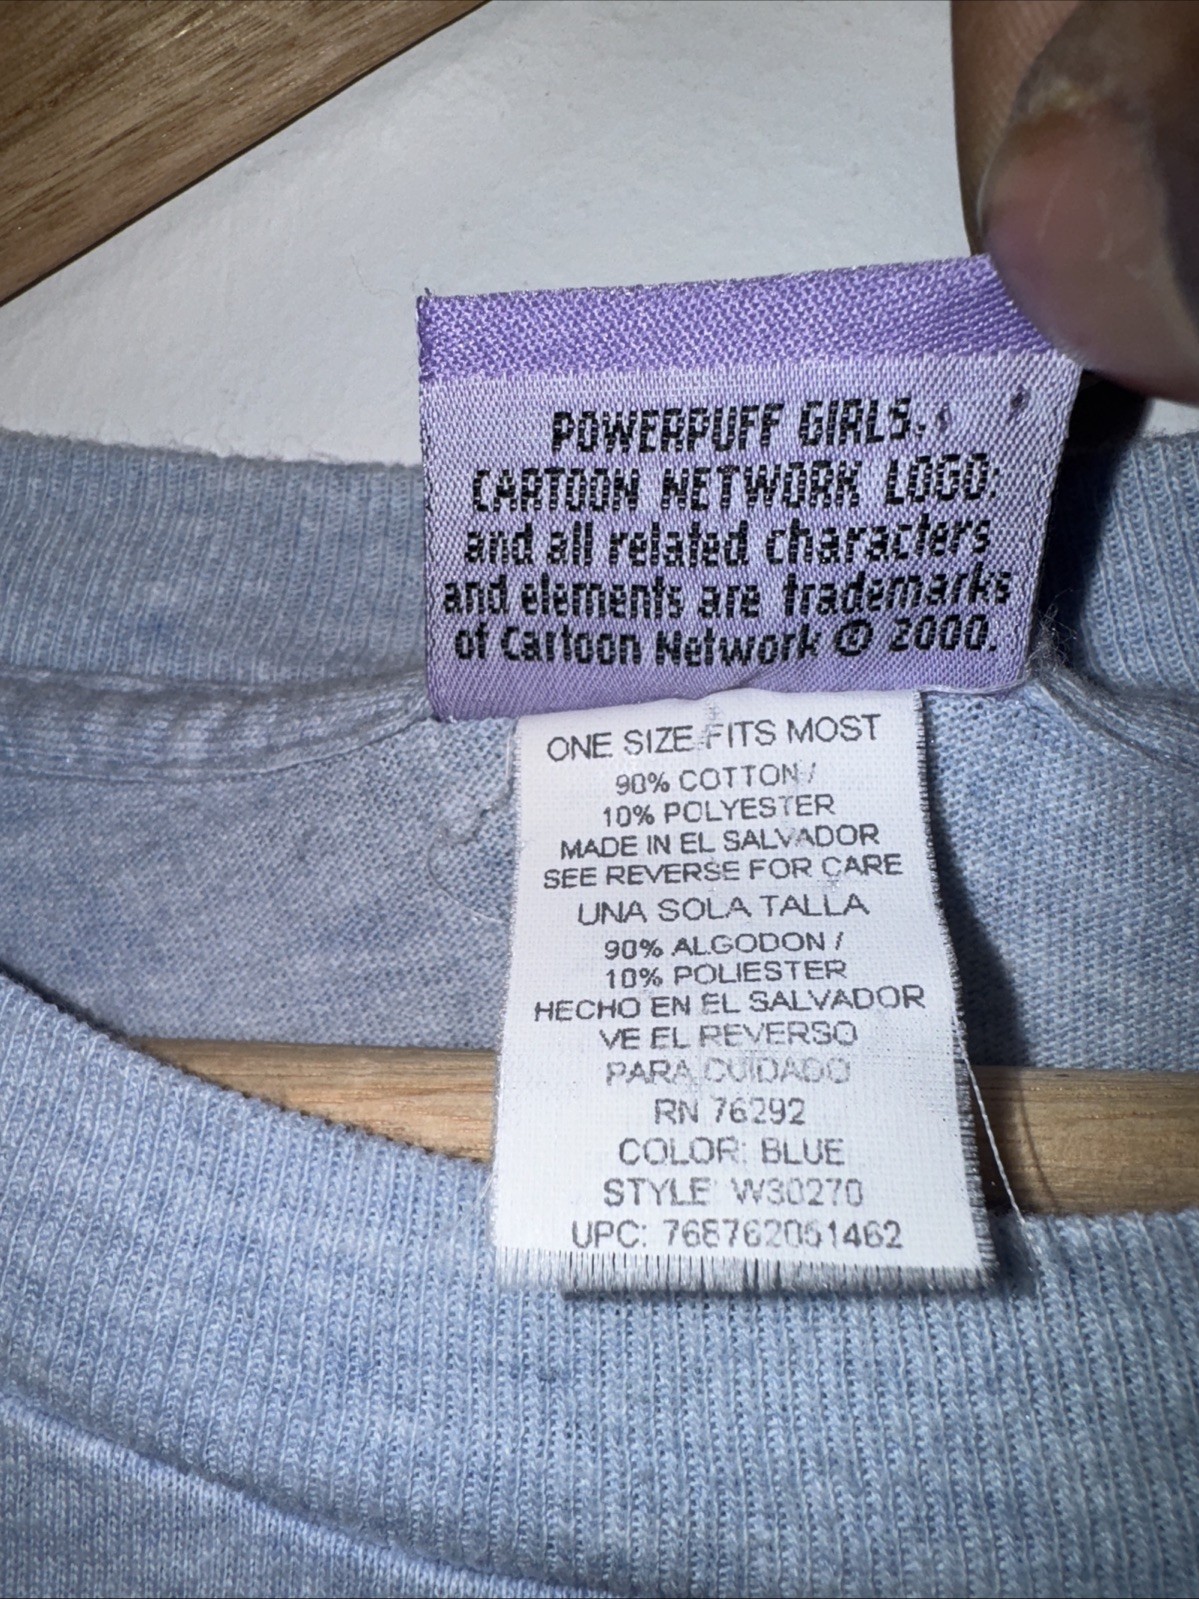 POWERPUFF GIRLS,
CARTOON NETWORK LOGO:
and all related characters
and elements are trademarks
of Cartoon Network © 2000.
ONE SIZE FITS MOST
90% COTTON/
10% POLYESTER
MADE IN EL SALVADOR
SEE REVERSE FOR CARE
UNA SOLA TALLA
90% ALGODON/
10% POLIESTER
HECHO EN EL SALVADOR
VE EL REVERSO
PARA CUIDADO
RN 76292
COLOR: BLUE
STYLE: W30270
UPC: